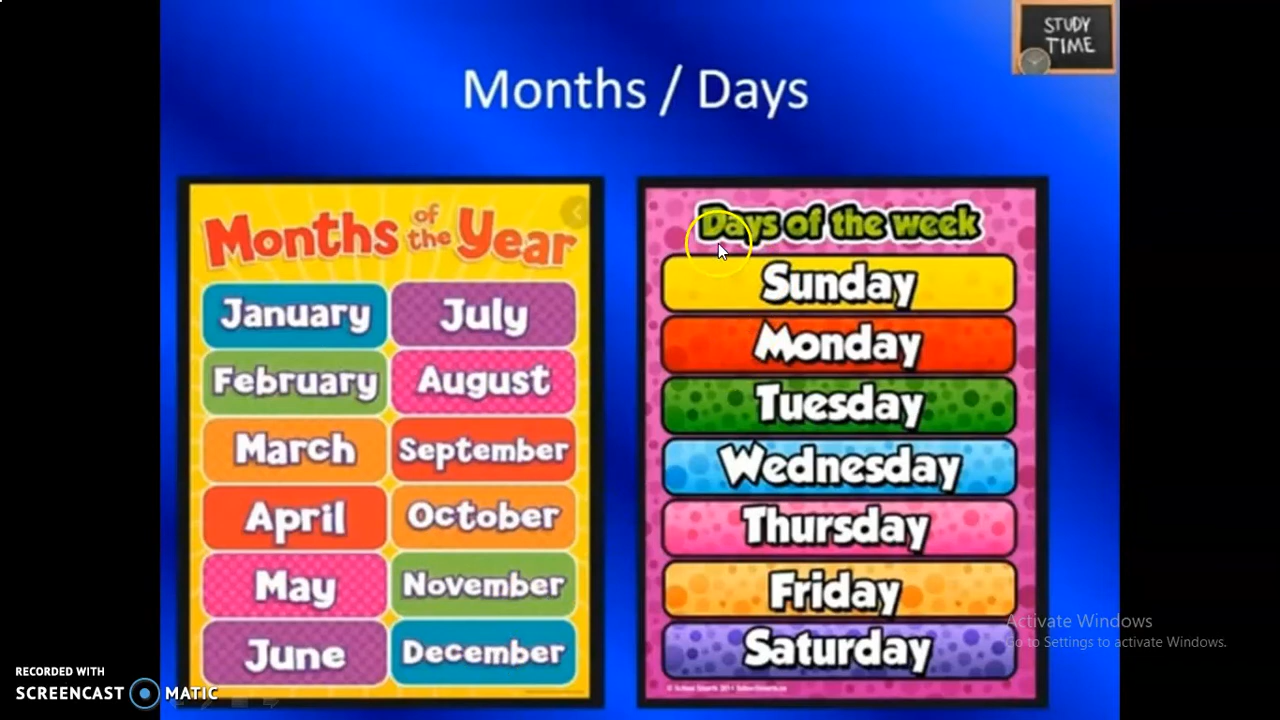 STUDY
TIME
Months / Days
Months of the Year
January
July
February
August
March
September
April
October
May
November
June
December
Days of the week
Sunday
Monday
Tuesday
Wednesday
Thursday
Friday
Saturday
Activate Windows
Go to Settings to activate Windows.
RECORDED WITH
SCREENCAST MATIC